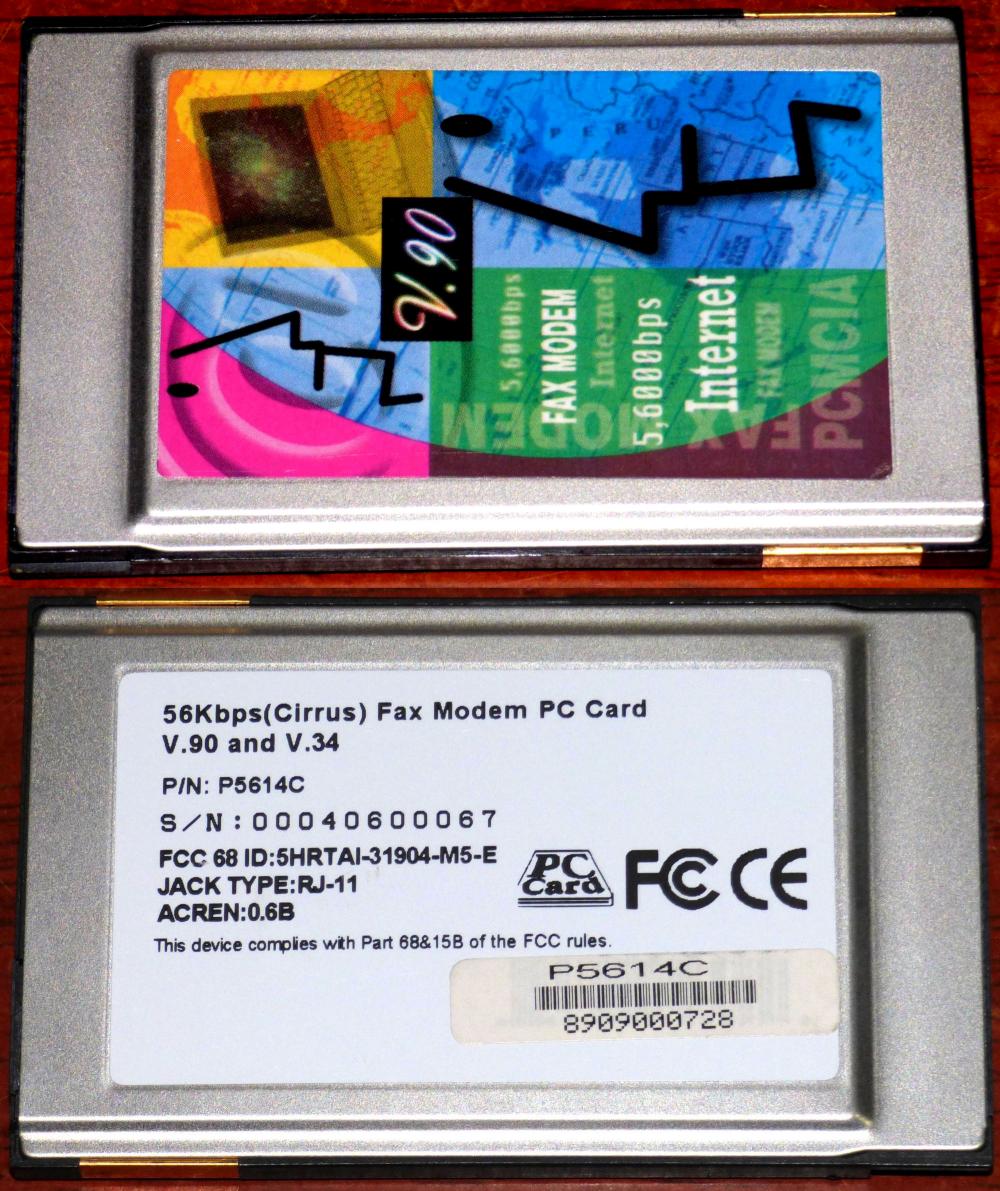 PERU
V.90
5,6000bps
FAX MODEM
Internet
5,6000bps
Internet
FAX MODEM
PCMCIA
FAX MODEM
56Kbps(Cirrus) Fax Modem PC Card
V.90 and V.34
P/N: P5614C
S/N:00040600067
FCC 68 ID:5HRTAI-31904-M5-E
JACK TYPE:RJ-11
ACREN:0.6B
PC Card FC CE
This device complies with Part 68&15B of the FCC rules.
P5614C
8909000728